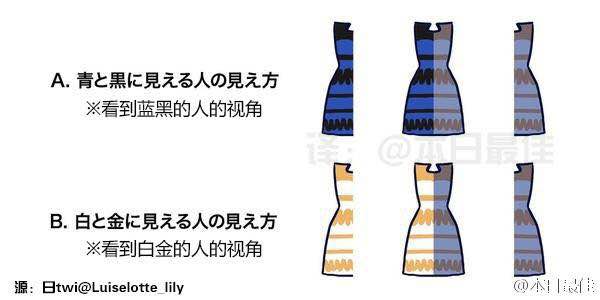 A. 青と黒に見える人の見え方
※看到蓝黑的人的视角
译：@本日最佳
B. 白と金に見える人の見え方
※看到白金的人的视角
源：日twi@Luiselotte_lily
@本日最佳